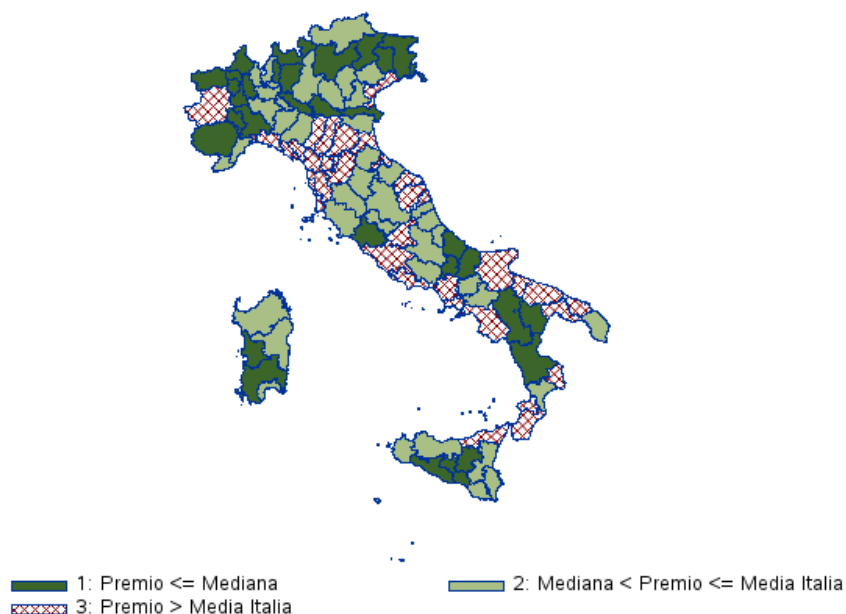 1: Premio <= Mediana
2: Mediana < Premio <= Media Italia
3: Premio > Media Italia